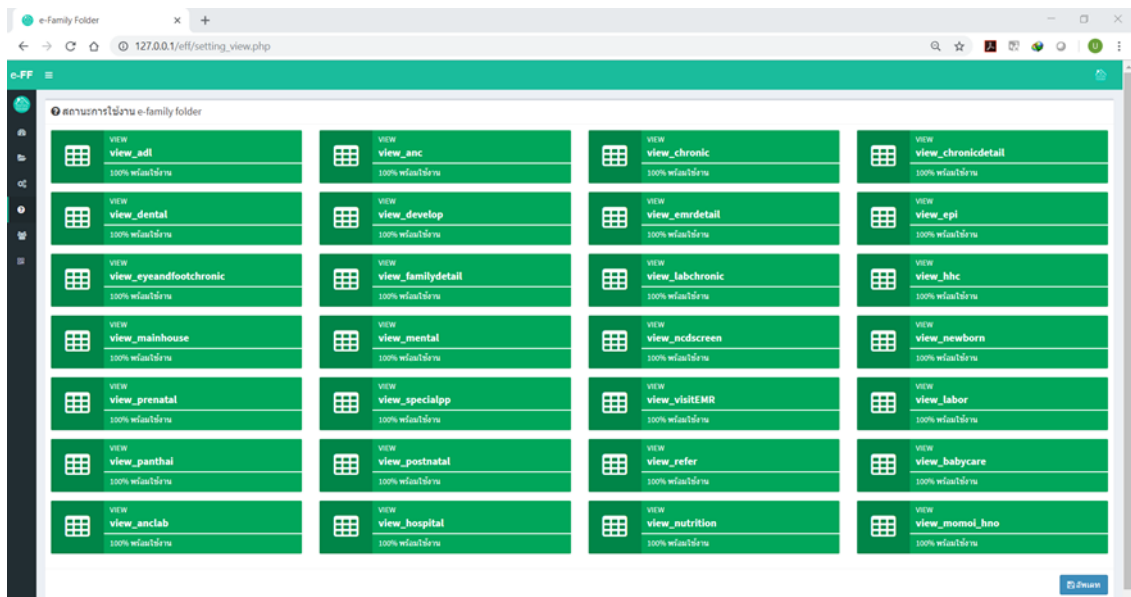 e-Family Folder
127.0.0.1/eff/setting_view.php
U
e-FF
สถานะการใช้งาน e-family folder
VIEW
view_adl
100% พร้อมใช้งาน
VIEW
view_anc
100% พร้อมใช้งาน
VIEW
view_chronic
100% พร้อมใช้งาน
VIEW
view_chronicdetail
100% พร้อมใช้งาน
VIEW
view_dental
100% พร้อมใช้งาน
VIEW
view_develop
100% พร้อมใช้งาน
VIEW
view_emrdetail
100% พร้อมใช้งาน
VIEW
view_epi
100% พร้อมใช้งาน
VIEW
view_eyeandfootchronic
100% พร้อมใช้งาน
VIEW
view_familydetail
100% พร้อมใช้งาน
VIEW
view_labchronic
100% พร้อมใช้งาน
VIEW
view_hhc
100% พร้อมใช้งาน
VIEW
view_mainhouse
100% พร้อมใช้งาน
VIEW
view_mental
100% พร้อมใช้งาน
VIEW
view_ncdscreen
100% พร้อมใช้งาน
VIEW
view_newborn
100% พร้อมใช้งาน
VIEW
view_prenatal
100% พร้อมใช้งาน
VIEW
view_specialpp
100% พร้อมใช้งาน
VIEW
view_visitEMR
100% พร้อมใช้งาน
VIEW
view_labor
100% พร้อมใช้งาน
VIEW
view_panthai
100% พร้อมใช้งาน
VIEW
view_postnatal
100% พร้อมใช้งาน
VIEW
view_refer
100% พร้อมใช้งาน
VIEW
view_babycare
100% พร้อมใช้งาน
VIEW
view_anclab
100% พร้อมใช้งาน
VIEW
view_hospital
100% พร้อมใช้งาน
VIEW
view_nutrition
100% พร้อมใช้งาน
VIEW
view_momoi_hno
100% พร้อมใช้งาน
อัพเดท